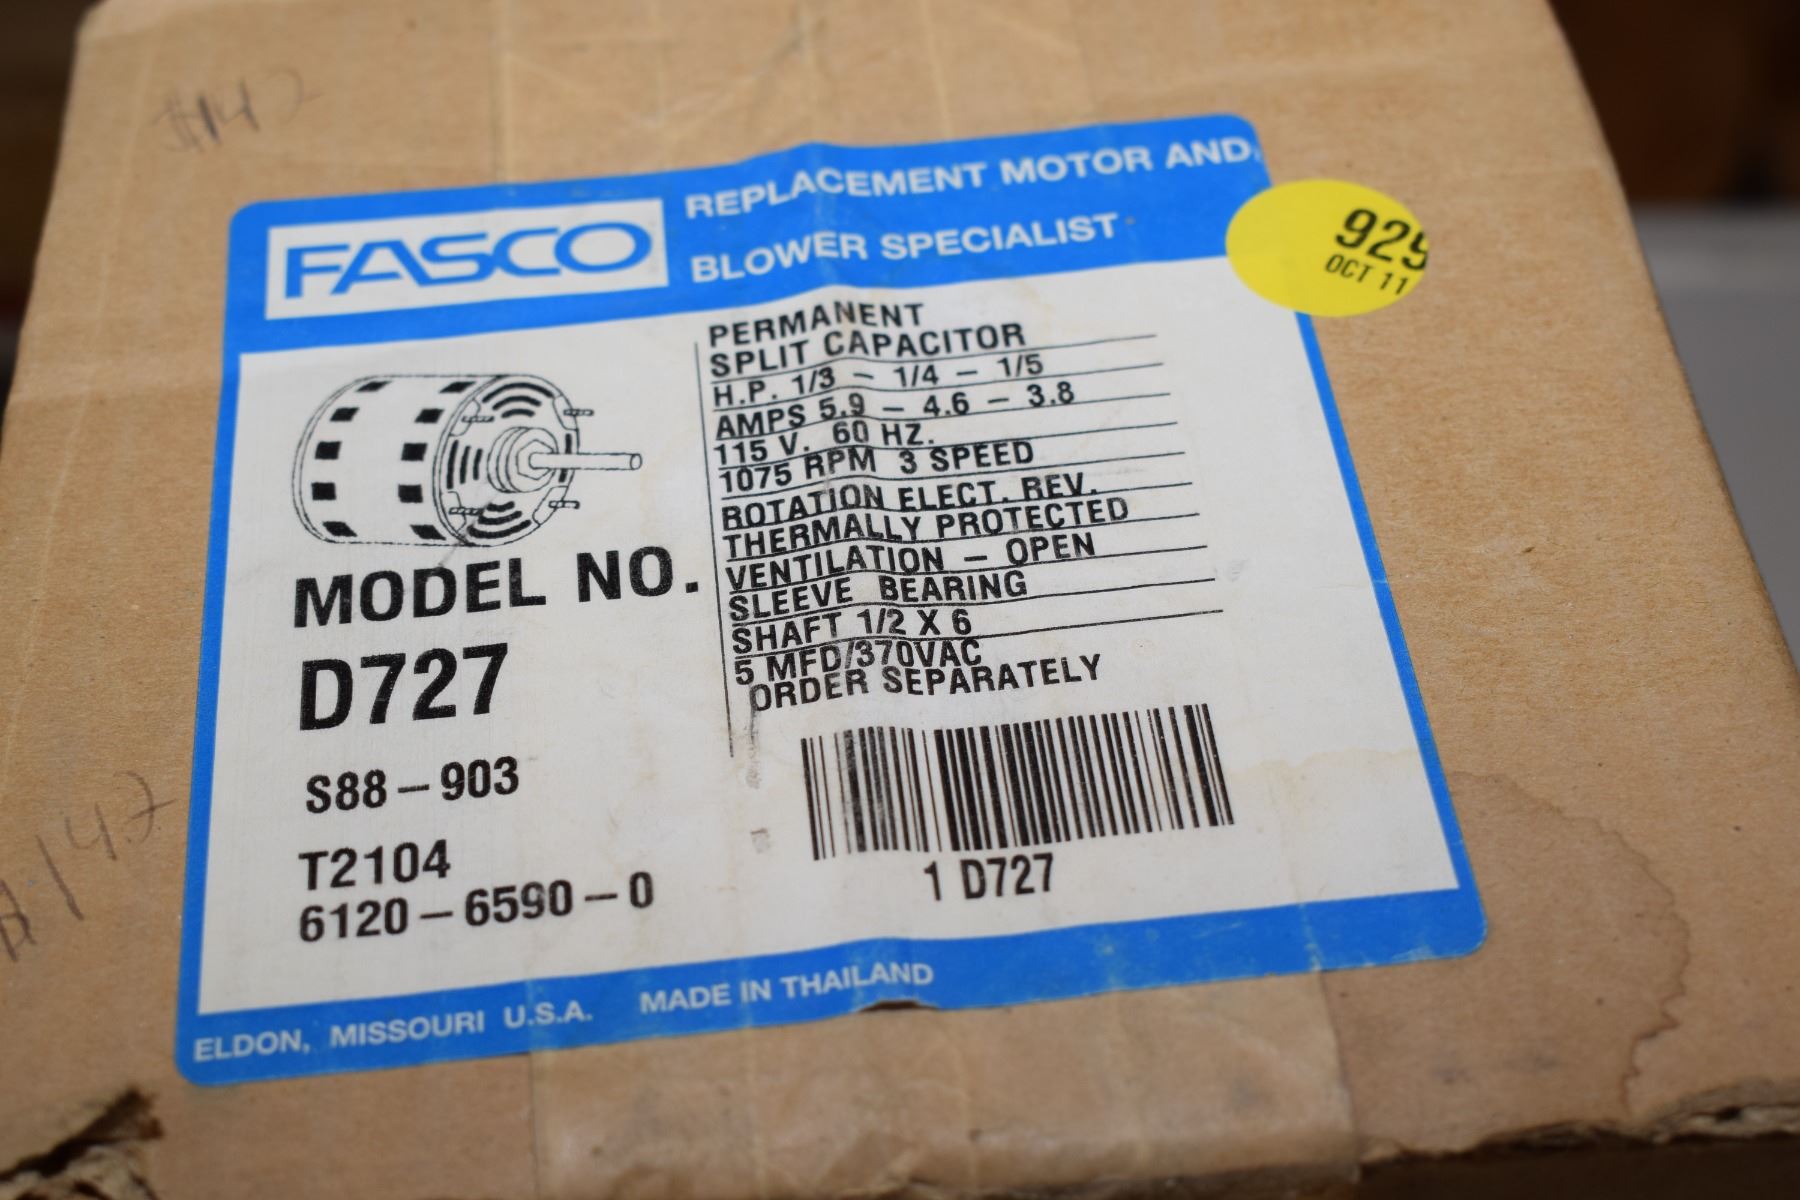 $142
FASCO
REPLACEMENT MOTOR AND
BLOWER SPECIALIST
929
OCT 11
PERMANENT
SPLIT CAPACITOR
H.P. 1/3 – 1/4 – 1/5
AMPS 5.9 – 4.6 – 3.8
115 V. 60 HZ.
1075 RPM 3 SPEED
ROTATION ELECT. REV.
THERMALLY PROTECTED
VENTILATION – OPEN
SLEEVE BEARING
SHAFT 1/2 X 6
5 MFD/370VAC
ORDER SEPARATELY
MODEL NO.
D727
S88–903
T2104
6120–6590–0
1 D727
ELDON, MISSOURI U.S.A. MADE IN THAILAND